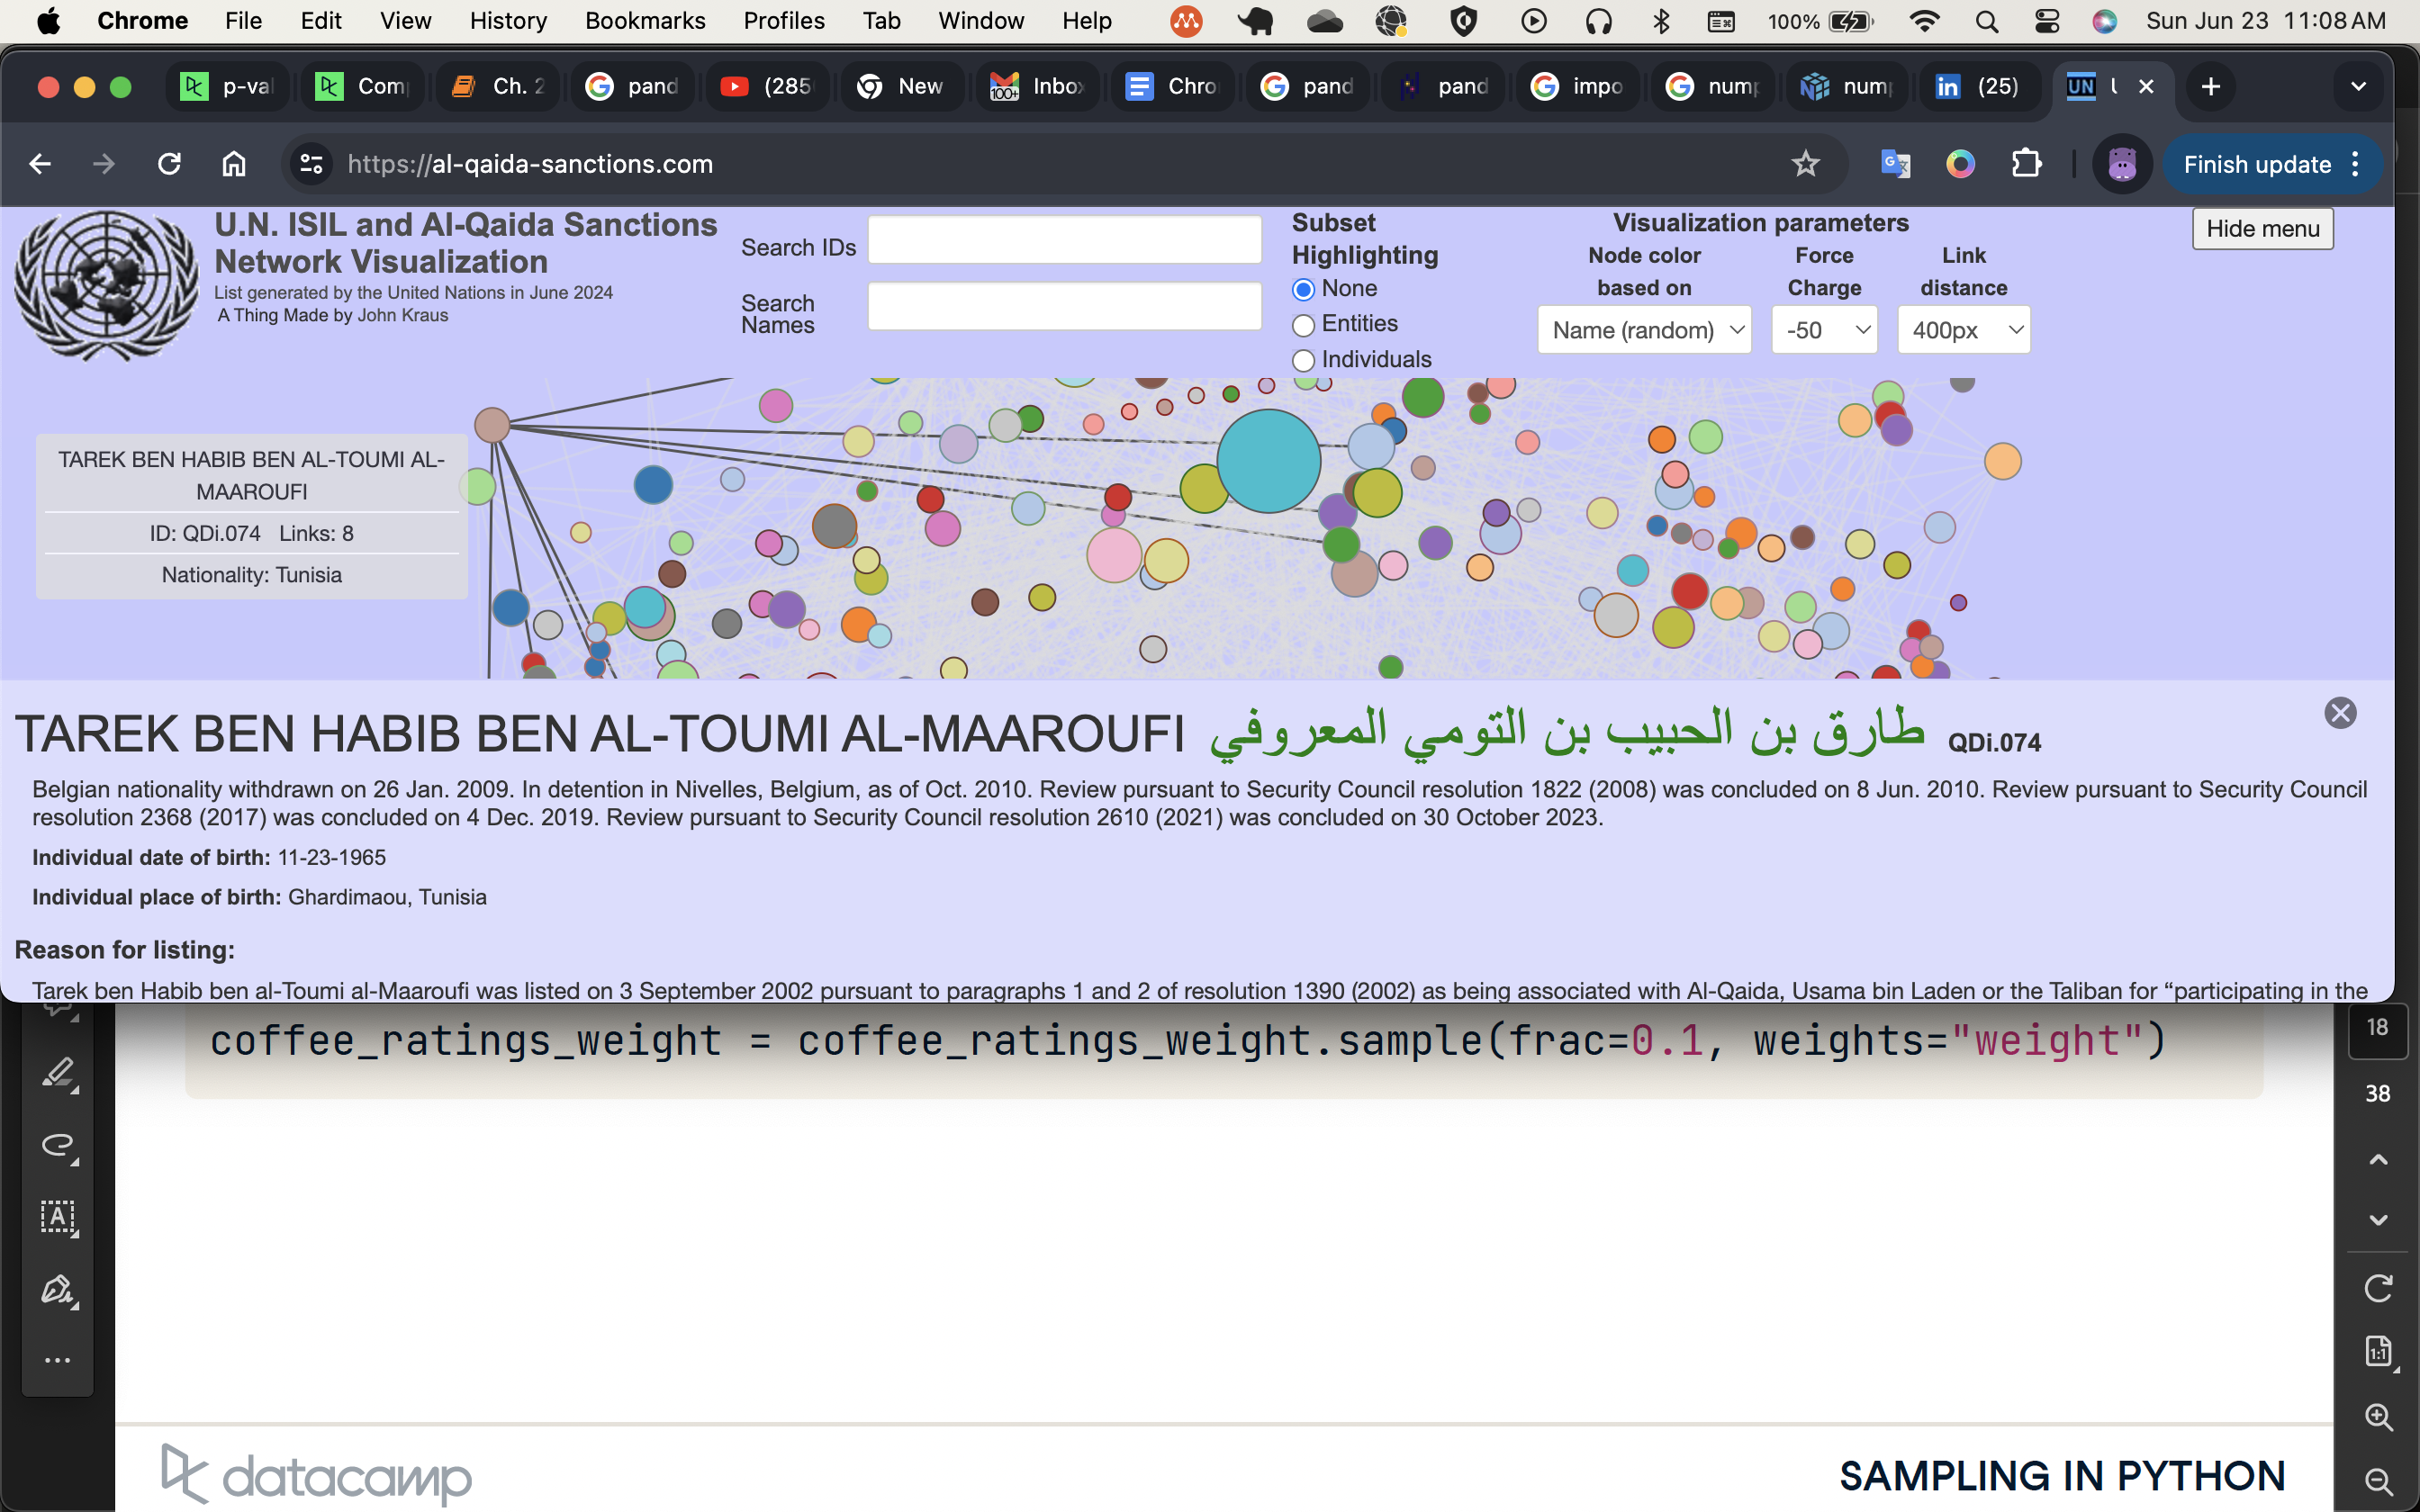 Chrome File Edit View History Bookmarks Profiles Tab Window Help 100% Sun Jun 23 11:08 AM
p-val Com Ch. 2 pand (285 New 100+ Inbox Chro pand pand impo nump nump in (25) UN
https://al-qaida-sanctions.com Finish update
U.N. ISIL and Al-Qaida Sanctions
Network Visualization
List generated by the United Nations in June 2024
A Thing Made by John Kraus
Search IDs
Search
Names
Subset
Highlighting
None
Entities
Individuals
Visualization parameters
Node color
based on
Name (random)
Force
Charge
-50
Link
distance
400px
Hide menu
TAREK BEN HABIB BEN AL-TOUMI AL-
MAAROUFI
ID: QDi.074 Links: 8
Nationality: Tunisia
TAREK BEN HABIB BEN AL-TOUMI AL-MAAROUFI طارق بن الحبيب بن التومي المعروفي QDi.074
Belgian nationality withdrawn on 26 Jan. 2009. In detention in Nivelles, Belgium, as of Oct. 2010. Review pursuant to Security Council resolution 1822 (2008) was concluded on 8 Jun. 2010. Review pursuant to Security Council
resolution 2368 (2017) was concluded on 4 Dec. 2019. Review pursuant to Security Council resolution 2610 (2021) was concluded on 30 October 2023.
Individual date of birth: 11-23-1965
Individual place of birth: Ghardimaou, Tunisia
Reason for listing:
Tarek ben Habib ben al-Toumi al-Maaroufi was listed on 3 September 2002 pursuant to paragraphs 1 and 2 of resolution 1390 (2002) as being associated with Al-Qaida, Usama bin Laden or the Taliban for “participating in the
coffee_ratings_weight = coffee_ratings_weight.sample(frac=0.1, weights="weight")
18
38
1:1
A
datacamp
SAMPLING IN PYTHON